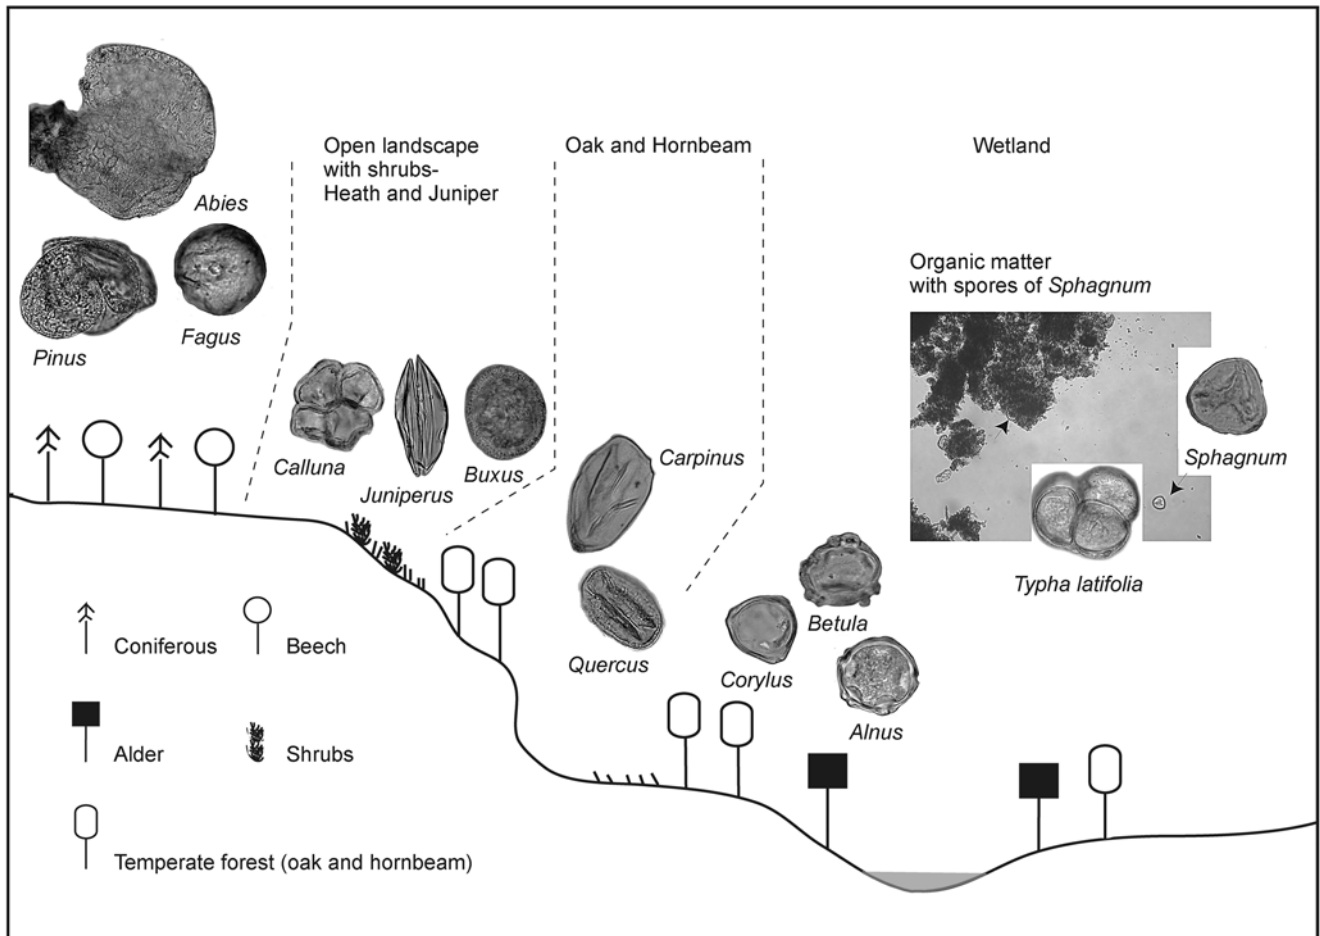 Open landscape
with shrubs-
Heath and Juniper
Oak and Hornbeam
Wetland
Abies
Pinus
Fagus
Organic matter
with spores of Sphagnum
Calluna
Juniperus
Buxus
Carpinus
Sphagnum
Typha latifolia
Quercus
Corylus
Betula
Alnus
Coniferous
Beech
Alder
Shrubs
Temperate forest (oak and hornbeam)